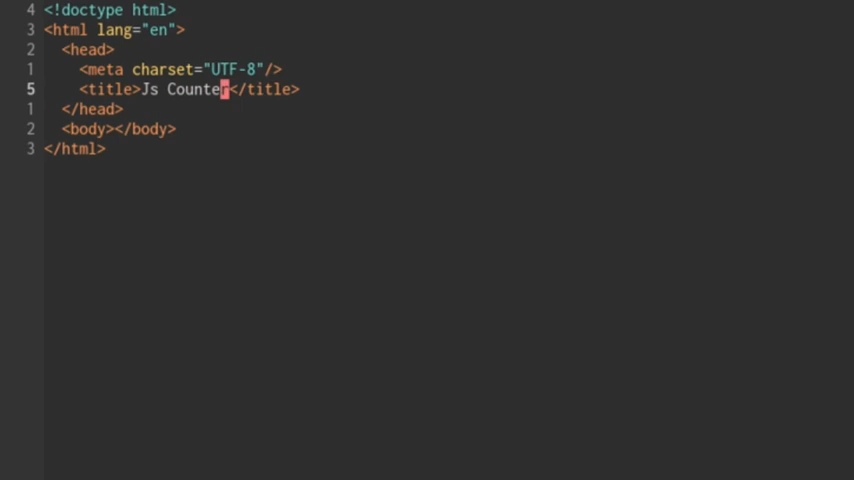 4 <!doctype html>
3 <html lang="en">
2   <head>
1     <meta charset="UTF-8"/>
5     <title>Js Counter</title>
1   </head>
2   <body></body>
3 </html>